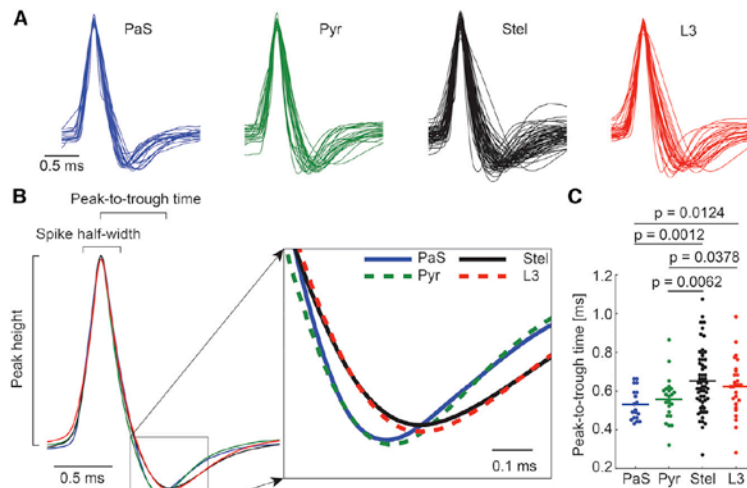 A
PaS
Pyr
Stel
L3
0.5 ms
B
Peak-to-trough time
Spike half-width
Peak height
0.5 ms
PaS
Stel
Pyr
L3
0.1 ms
C
p = 0.0124
p = 0.0012
p = 0.0378
p = 0.0062
Peak-to-trough time [ms]
1.2
1.0
0.8
0.6
0.4
0.2
PaS Pyr Stel L3